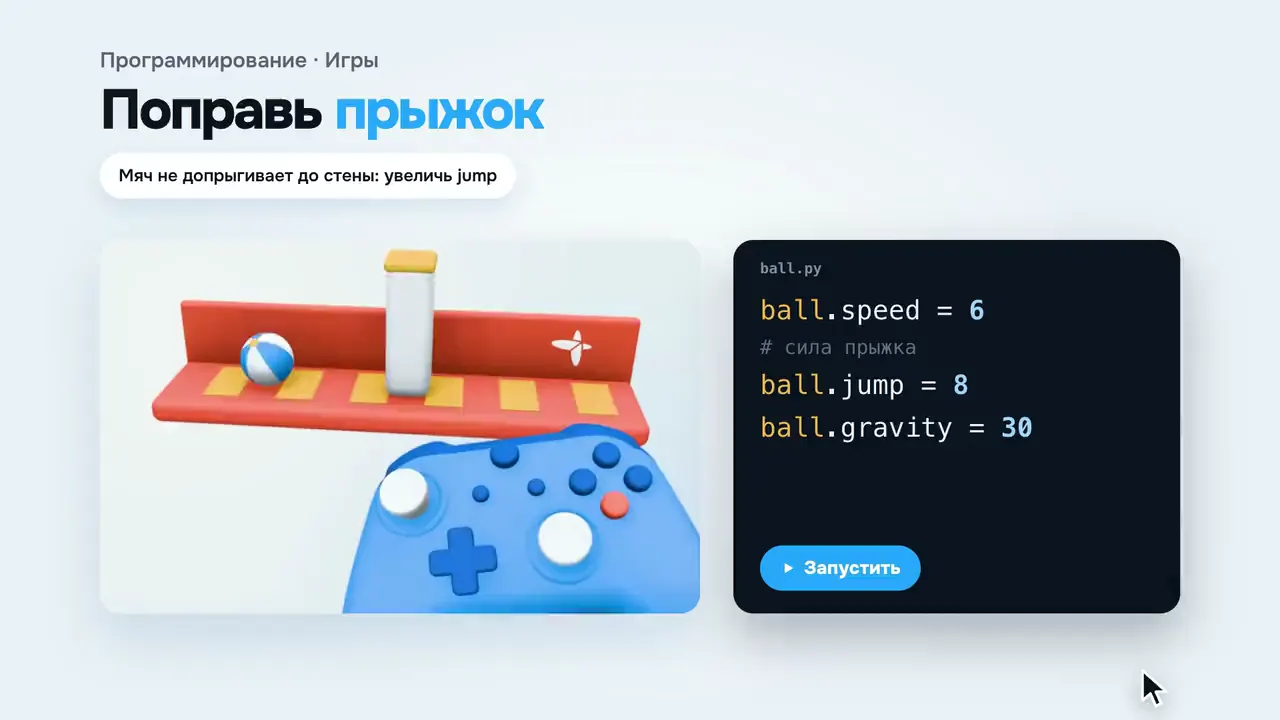 Программирование · Игры
Поправь прыжок
Мяч не допрыгивает до стены: увеличь jump
ball.py
ball.speed = 6
# сила прыжка
ball.jump = 8
ball.gravity = 30
Запустить